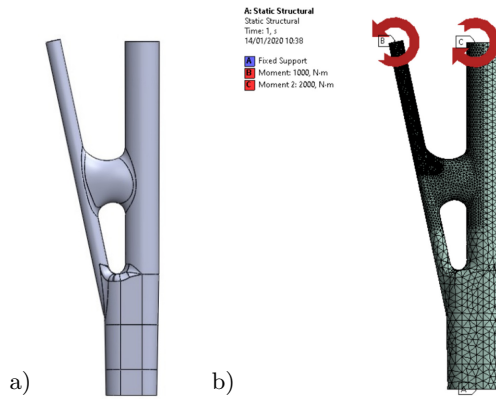 A: Static Structural
Static Structural
Time: 1, s
14/01/2020 10:38
A Fixed Support
B Moment: 1000, N·m
C Moment 2: 2000, N·m
B
C
A
a)
b)